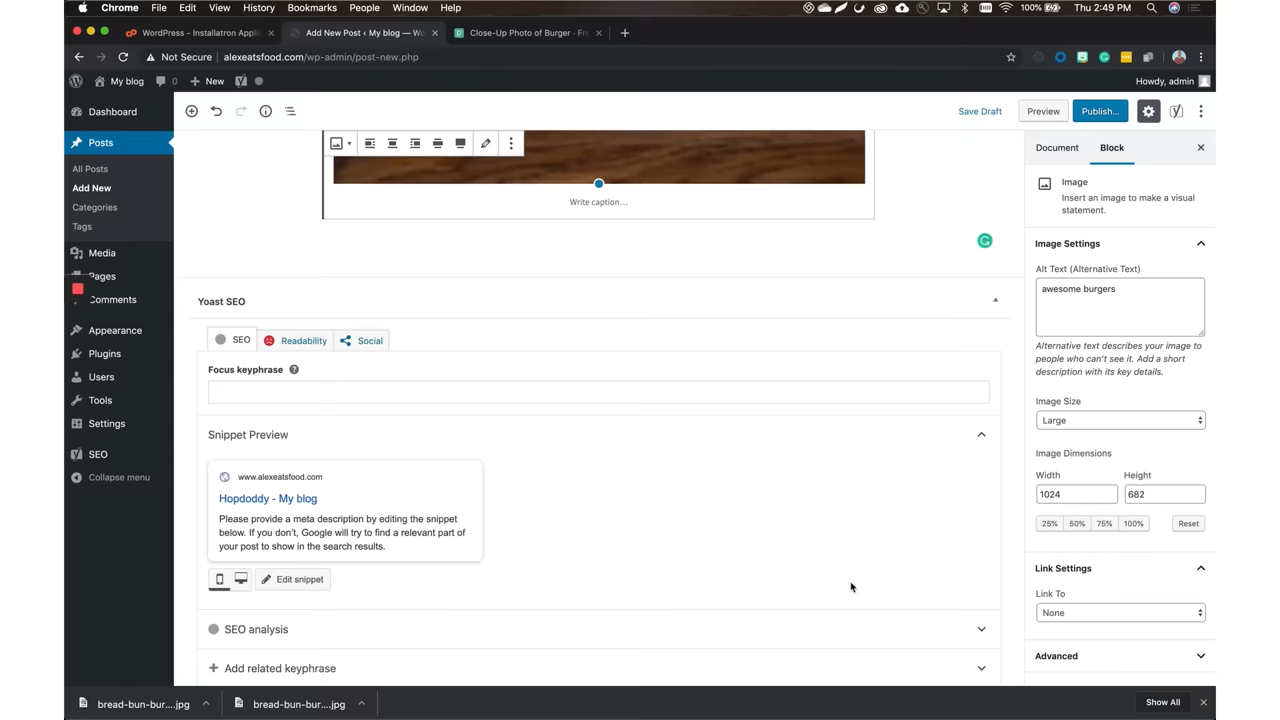 Chrome File Edit View History Bookmarks People Window Help 100% Thu 2:49 PM
WordPress - Installatron Appli × Add New Post ‹ My blog — Wo × Close-Up Photo of Burger · Fre × +
Not Secure alexeatsfood.com/wp-admin/post-new.php
My blog 0 + New Howdy, admin
Dashboard
Posts
All Posts
Add New
Categories
Tags
Media
Pages
Comments
Appearance
Plugins
Users
Tools
Settings
SEO
Collapse menu
Save Draft Preview Publish...
Write caption...
Yoast SEO
SEO Readability Social
Focus keyphrase
Snippet Preview
www.alexeatsfood.com
Hopdoddy - My blog
Please provide a meta description by editing the snippet
below. If you don't, Google will try to find a relevant part of
your post to show in the search results.
Edit snippet
SEO analysis
+ Add related keyphrase
Document Block
Image
Insert an image to make a visual
statement.
Image Settings
Alt Text (Alternative Text)
awesome burgers
Alternative text describes your image to
people who can't see it. Add a short
description with its key details.
Image Size
Large
Image Dimensions
Width Height
1024 682
25% 50% 75% 100% Reset
Link Settings
Link To
None
Advanced
bread-bun-bur....jpg bread-bun-bur....jpg Show All